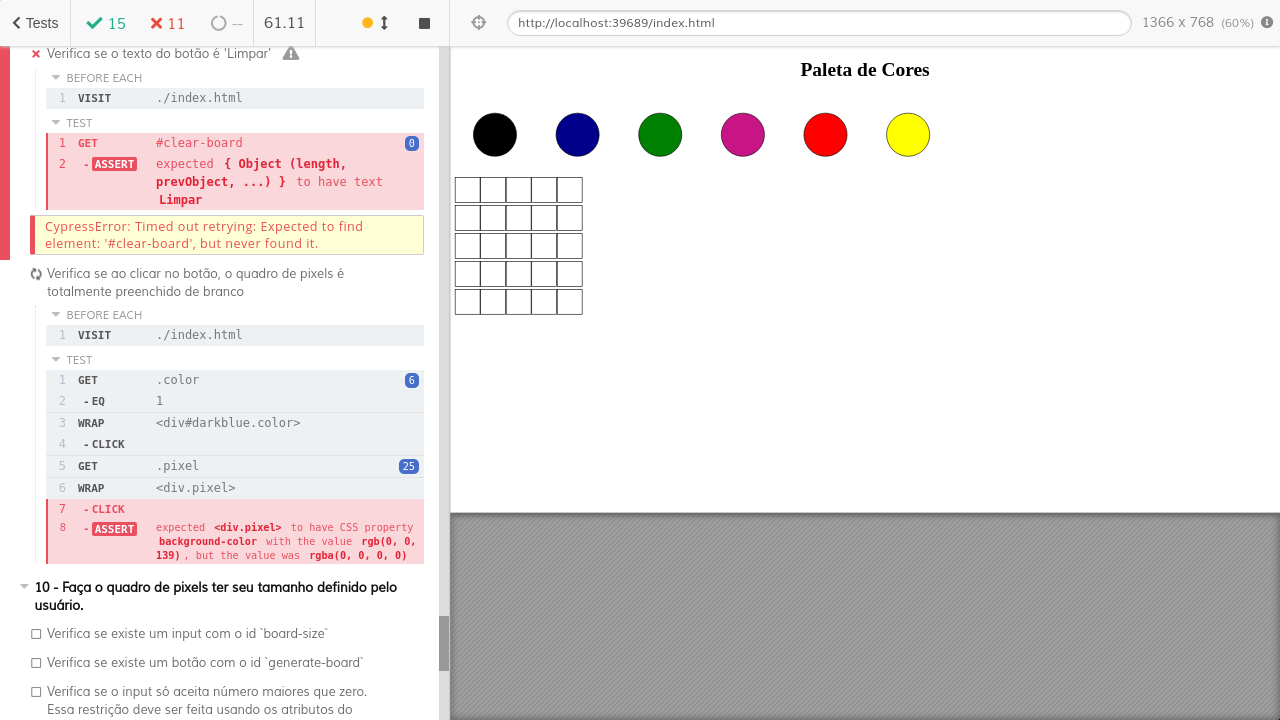 Tests 15 11 -- 61.11
http://localhost:39689/index.html 1366 x 768 (60%)
Verifica se o texto do botão é 'Limpar'
BEFORE EACH
1 VISIT ./index.html
TEST
1 GET #clear-board 0
2 - ASSERT expected { Object (length,
prevObject, ...) } to have text
Limpar
CypressError: Timed out retrying: Expected to find
element: '#clear-board', but never found it.
Verifica se ao clicar no botão, o quadro de pixels é
totalmente preenchido de branco
BEFORE EACH
1 VISIT ./index.html
TEST
1 GET .color 6
2 - EQ 1
3 WRAP <div#darkblue.color>
4 - CLICK
5 GET .pixel 25
6 WRAP <div.pixel>
7 - CLICK
8 - ASSERT expected <div.pixel> to have CSS property
background-color with the value rgb(0, 0,
139) , but the value was rgba(0, 0, 0, 0)
10 - Faça o quadro de pixels ter seu tamanho definido pelo
usuário.
Verifica se existe um input com o id `board-size`
Verifica se existe um botão com o id `generate-board`
Verifica se o input só aceita número maiores que zero.
Essa restrição deve ser feita usando os atributos do
Paleta de Cores